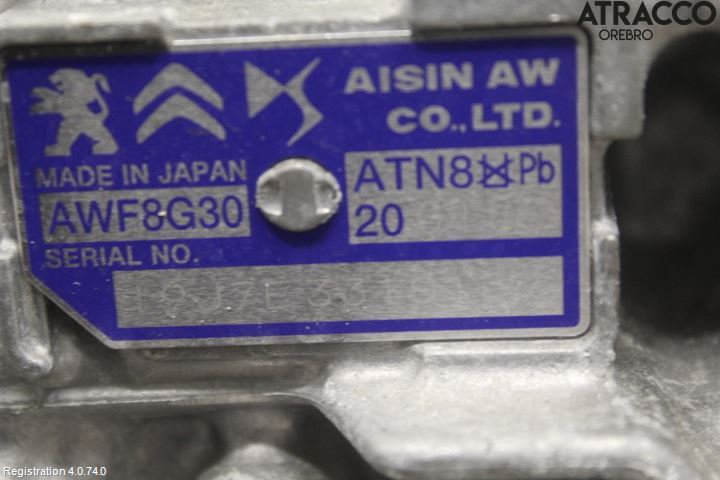 ATRACCO
ÖREBRO
AISIN AW
CO.,LTD.
MADE IN JAPAN
AWF8G30
ATN8 Pb
20
SERIAL NO.
Registration 4.0.74.0